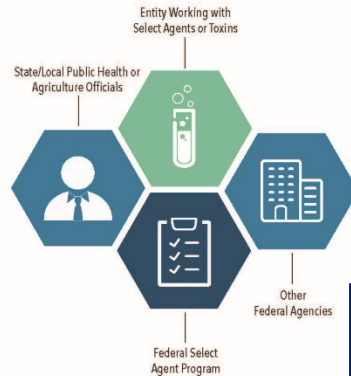 Entity Working with
Select Agents or Toxins
State/Local Public Health or
Agriculture Officials
Other
Federal Agencies
Federal Select
Agent Program